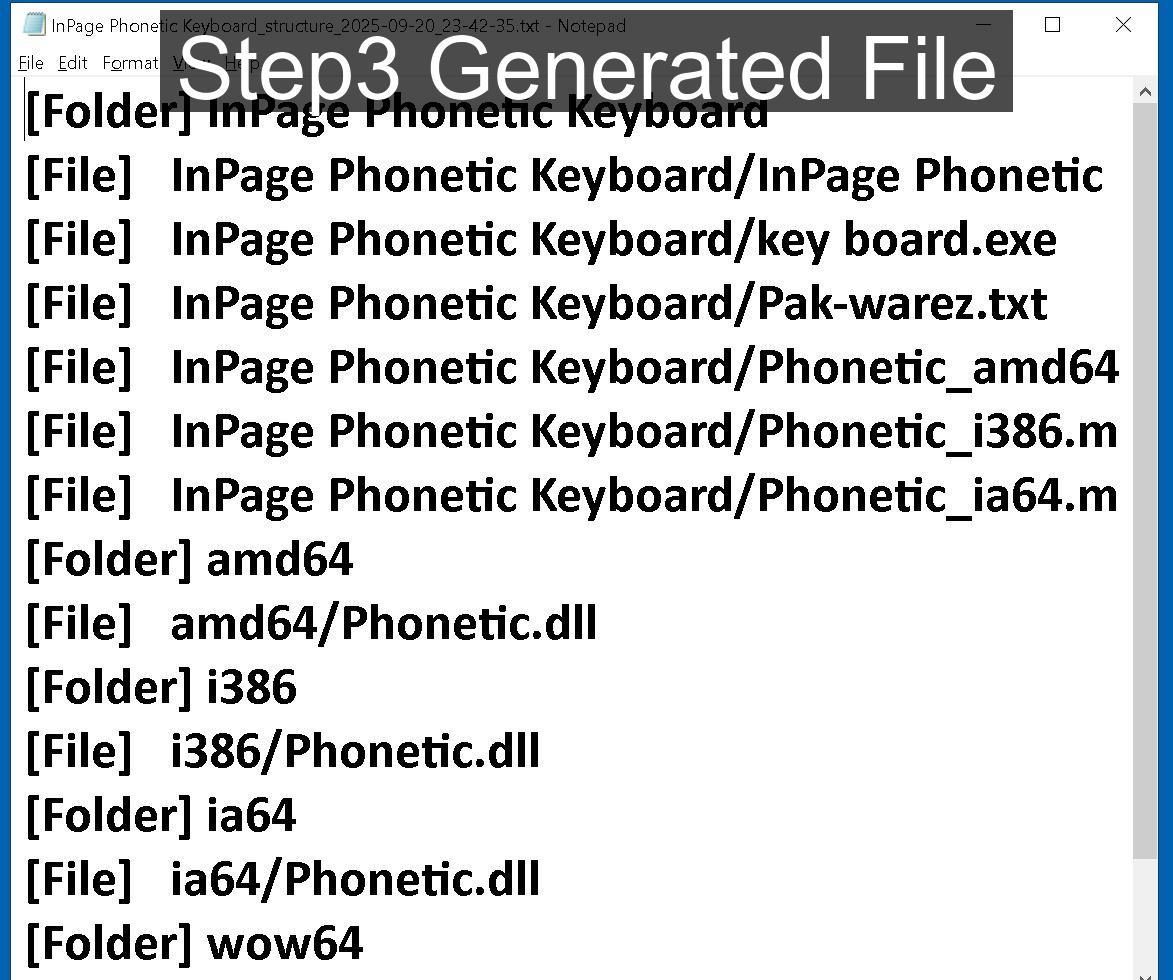 InPage Phonetic Keyboard_structure_2025-09-20_23-42-35.txt - Notepad
File Edit Format View Help
Step3 Generated File
[Folder] InPage Phonetic Keyboard
[File] InPage Phonetic Keyboard/InPage Phonetic
[File] InPage Phonetic Keyboard/key board.exe
[File] InPage Phonetic Keyboard/Pak-warez.txt
[File] InPage Phonetic Keyboard/Phonetic_amd64
[File] InPage Phonetic Keyboard/Phonetic_i386.m
[File] InPage Phonetic Keyboard/Phonetic_ia64.m
[Folder] amd64
[File] amd64/Phonetic.dll
[Folder] i386
[File] i386/Phonetic.dll
[Folder] ia64
[File] ia64/Phonetic.dll
[Folder] wow64